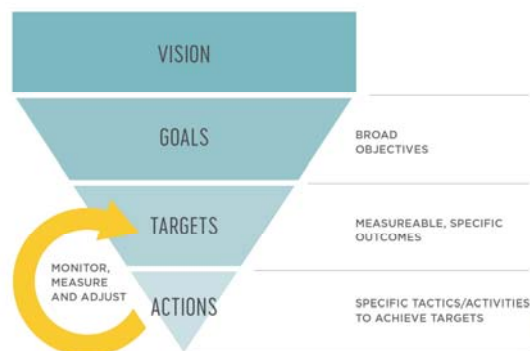 VISION
GOALS
BROAD
OBJECTIVES
TARGETS
MEASUREABLE, SPECIFIC
OUTCOMES
MONITOR,
MEASURE
AND ADJUST
ACTIONS
SPECIFIC TACTICS/ACTIVITIES
TO ACHIEVE TARGETS